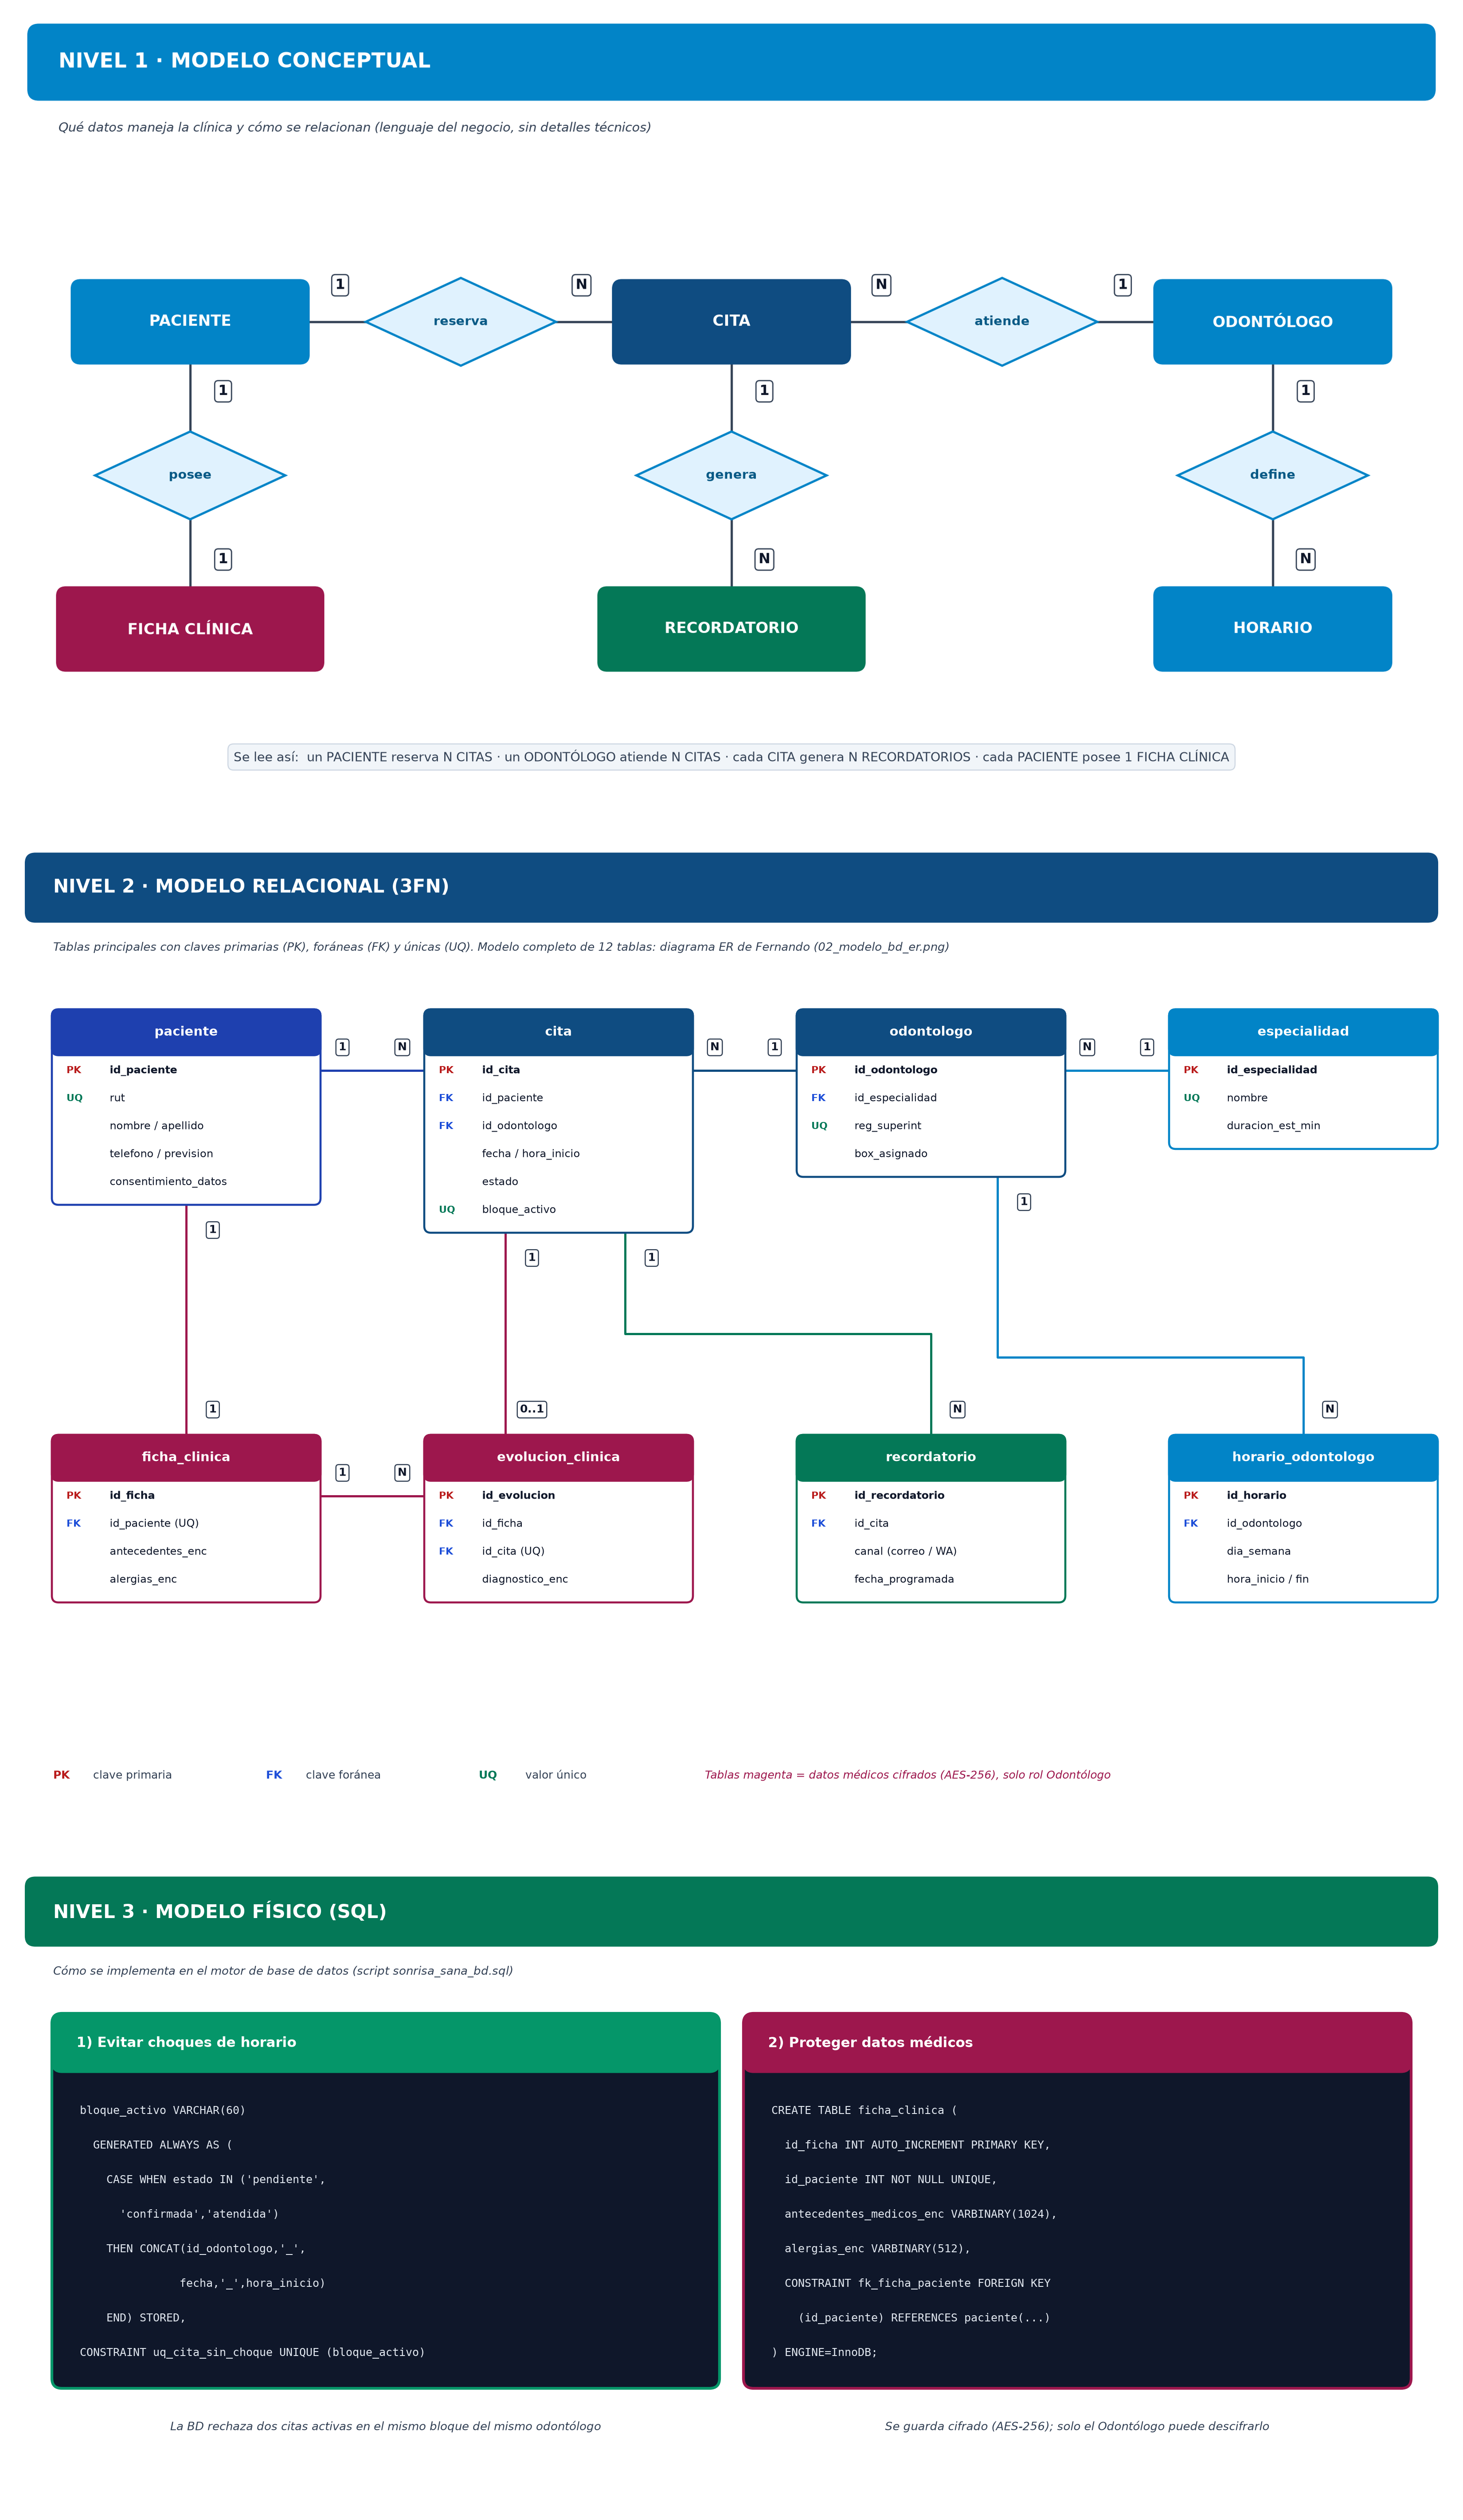 NIVEL 1 · MODELO CONCEPTUAL
Qué datos maneja la clínica y cómo se relacionan (lenguaje del negocio, sin detalles técnicos)
PACIENTE
1
reserva
N
CITA
N
atiende
1
ODONTÓLOGO
1
1
1
posee
genera
define
1
N
N
FICHA CLÍNICA
RECORDATORIO
HORARIO
Se lee así: un PACIENTE reserva N CITAS · un ODONTÓLOGO atiende N CITAS · cada CITA genera N RECORDATORIOS · cada PACIENTE posee 1 FICHA CLÍNICA
NIVEL 2 · MODELO RELACIONAL (3FN)
Tablas principales con claves primarias (PK), foráneas (FK) y únicas (UQ). Modelo completo de 12 tablas: diagrama ER de Fernando (02_modelo_bd_er.png)
paciente
PK id_paciente
UQ rut
nombre / apellido
telefono / prevision
consentimiento_datos
1
N
cita
PK id_cita
FK id_paciente
FK id_odontologo
fecha / hora_inicio
estado
UQ bloque_activo
N
1
odontologo
PK id_odontologo
FK id_especialidad
UQ reg_superint
box_asignado
N
1
especialidad
PK id_especialidad
UQ nombre
duracion_est_min
1
1
1
1
1
0..1
N
N
ficha_clinica
PK id_ficha
FK id_paciente (UQ)
antecedentes_enc
alergias_enc
1
N
evolucion_clinica
PK id_evolucion
FK id_ficha
FK id_cita (UQ)
diagnostico_enc
recordatorio
PK id_recordatorio
FK id_cita
canal (correo / WA)
fecha_programada
horario_odontologo
PK id_horario
FK id_odontologo
dia_semana
hora_inicio / fin
PK clave primaria
FK clave foránea
UQ valor único
Tablas magenta = datos médicos cifrados (AES-256), solo rol Odontólogo
NIVEL 3 · MODELO FÍSICO (SQL)
Cómo se implementa en el motor de base de datos (script sonrisa_sana_bd.sql)
1) Evitar choques de horario
bloque_activo VARCHAR(60)
GENERATED ALWAYS AS (
CASE WHEN estado IN ('pendiente',
'confirmada','atendida')
THEN CONCAT(id_odontologo,'_',
fecha,'_',hora_inicio)
END) STORED,
CONSTRAINT uq_cita_sin_choque UNIQUE (bloque_activo)
La BD rechaza dos citas activas en el mismo bloque del mismo odontólogo
2) Proteger datos médicos
CREATE TABLE ficha_clinica (
id_ficha INT AUTO_INCREMENT PRIMARY KEY,
id_paciente INT NOT NULL UNIQUE,
antecedentes_medicos_enc VARBINARY(1024),
alergias_enc VARBINARY(512),
CONSTRAINT fk_ficha_paciente FOREIGN KEY
(id_paciente) REFERENCES paciente(...)
) ENGINE=InnoDB;
Se guarda cifrado (AES-256); solo el Odontólogo puede descifrarlo